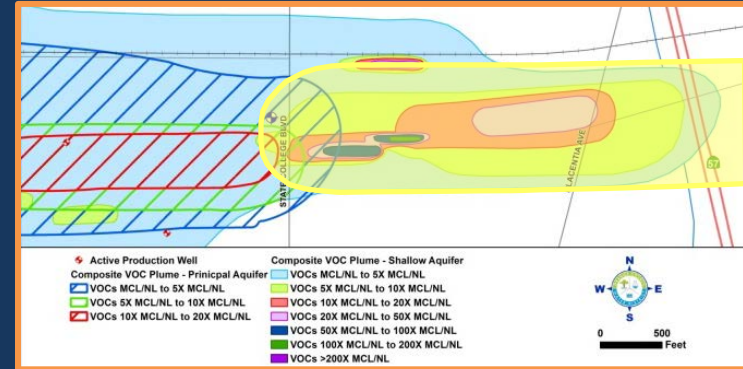 STATE COLLEGE BLVD
LACENTIA AVE
57
Active Production Well
Composite VOC Plume - Prinicpal Aquifer
VOCs MCL/NL to 5X MCL/NL
VOCs 5X MCL/NL to 10X MCL/NL
VOCs 10X MCL/NL to 20X MCL/NL
Composite VOC Plume - Shallow Aquifer
VOCs MCL/NL to 5X MCL/NL
VOCs 5X MCL/NL to 10X MCL/NL
VOCs 10X MCL/NL to 20X MCL/NL
VOCs 20X MCL/NL to 50X MCL/NL
VOCs 50X MCL/NL to 100X MCL/NL
VOCs 100X MCL/NL to 200X MCL/NL
VOCs >200X MCL/NL
N
W E
S
0 500
Feet